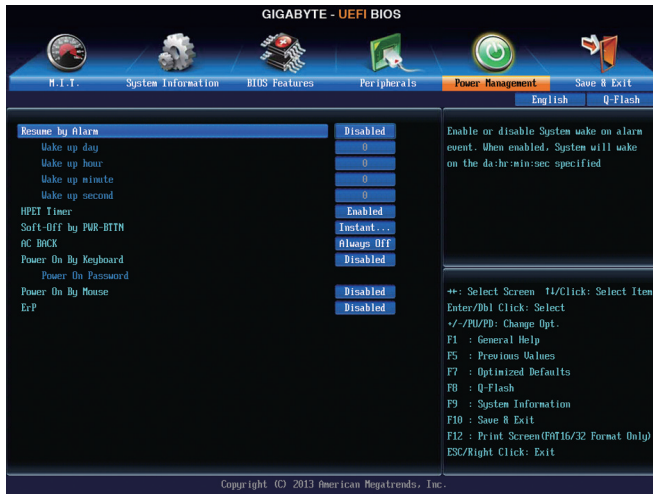 GIGABYTE - UEFI BIOS
M.I.T.
System Information
BIOS Features
Peripherals
Power Management
Save & Exit
English
Q-Flash
Resume by Alarm Disabled
Wake up day 0
Wake up hour 0
Wake up minute 0
Wake up second 0
HPET Timer Enabled
Soft-Off by PWR-BTTN Instant...
AC BACK Always Off
Power On By Keyboard Disabled
Power On Password
Power On By Mouse Disabled
ErP Disabled
Enable or disable System wake on alarm
event. When enabled, System will wake
on the da:hr:min:sec specified
→←: Select Screen ↑↓/Click: Select Item
Enter/Dbl Click: Select
+/-/PU/PD: Change Opt.
F1 : General Help
F5 : Previous Values
F7 : Optimized Defaults
F8 : Q-Flash
F9 : System Information
F10 : Save & Exit
F12 : Print Screen(FAT16/32 Format Only)
ESC/Right Click: Exit
Copyright (C) 2013 American Megatrends, Inc.